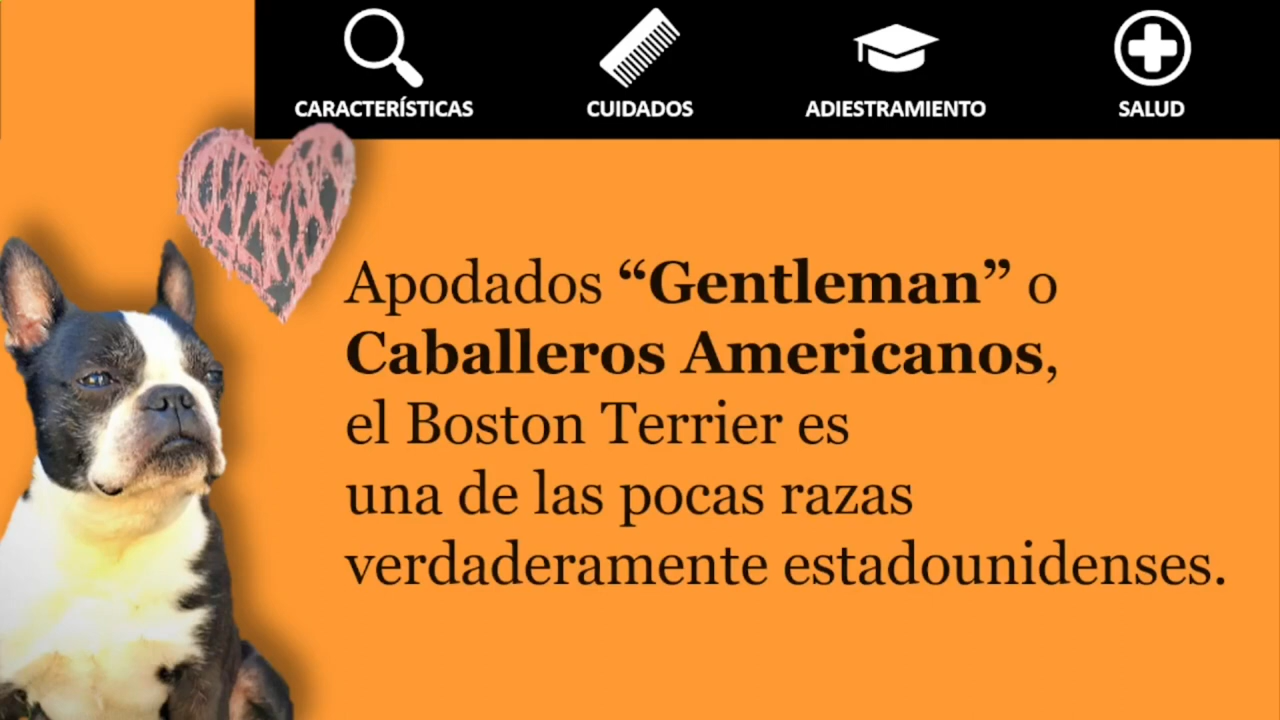 CARACTERÍSTICAS CUIDADOS ADIESTRAMIENTO SALUD
Apodados “Gentleman” o
Caballeros Americanos,
el Boston Terrier es
una de las pocas razas
verdaderamente estadounidenses.